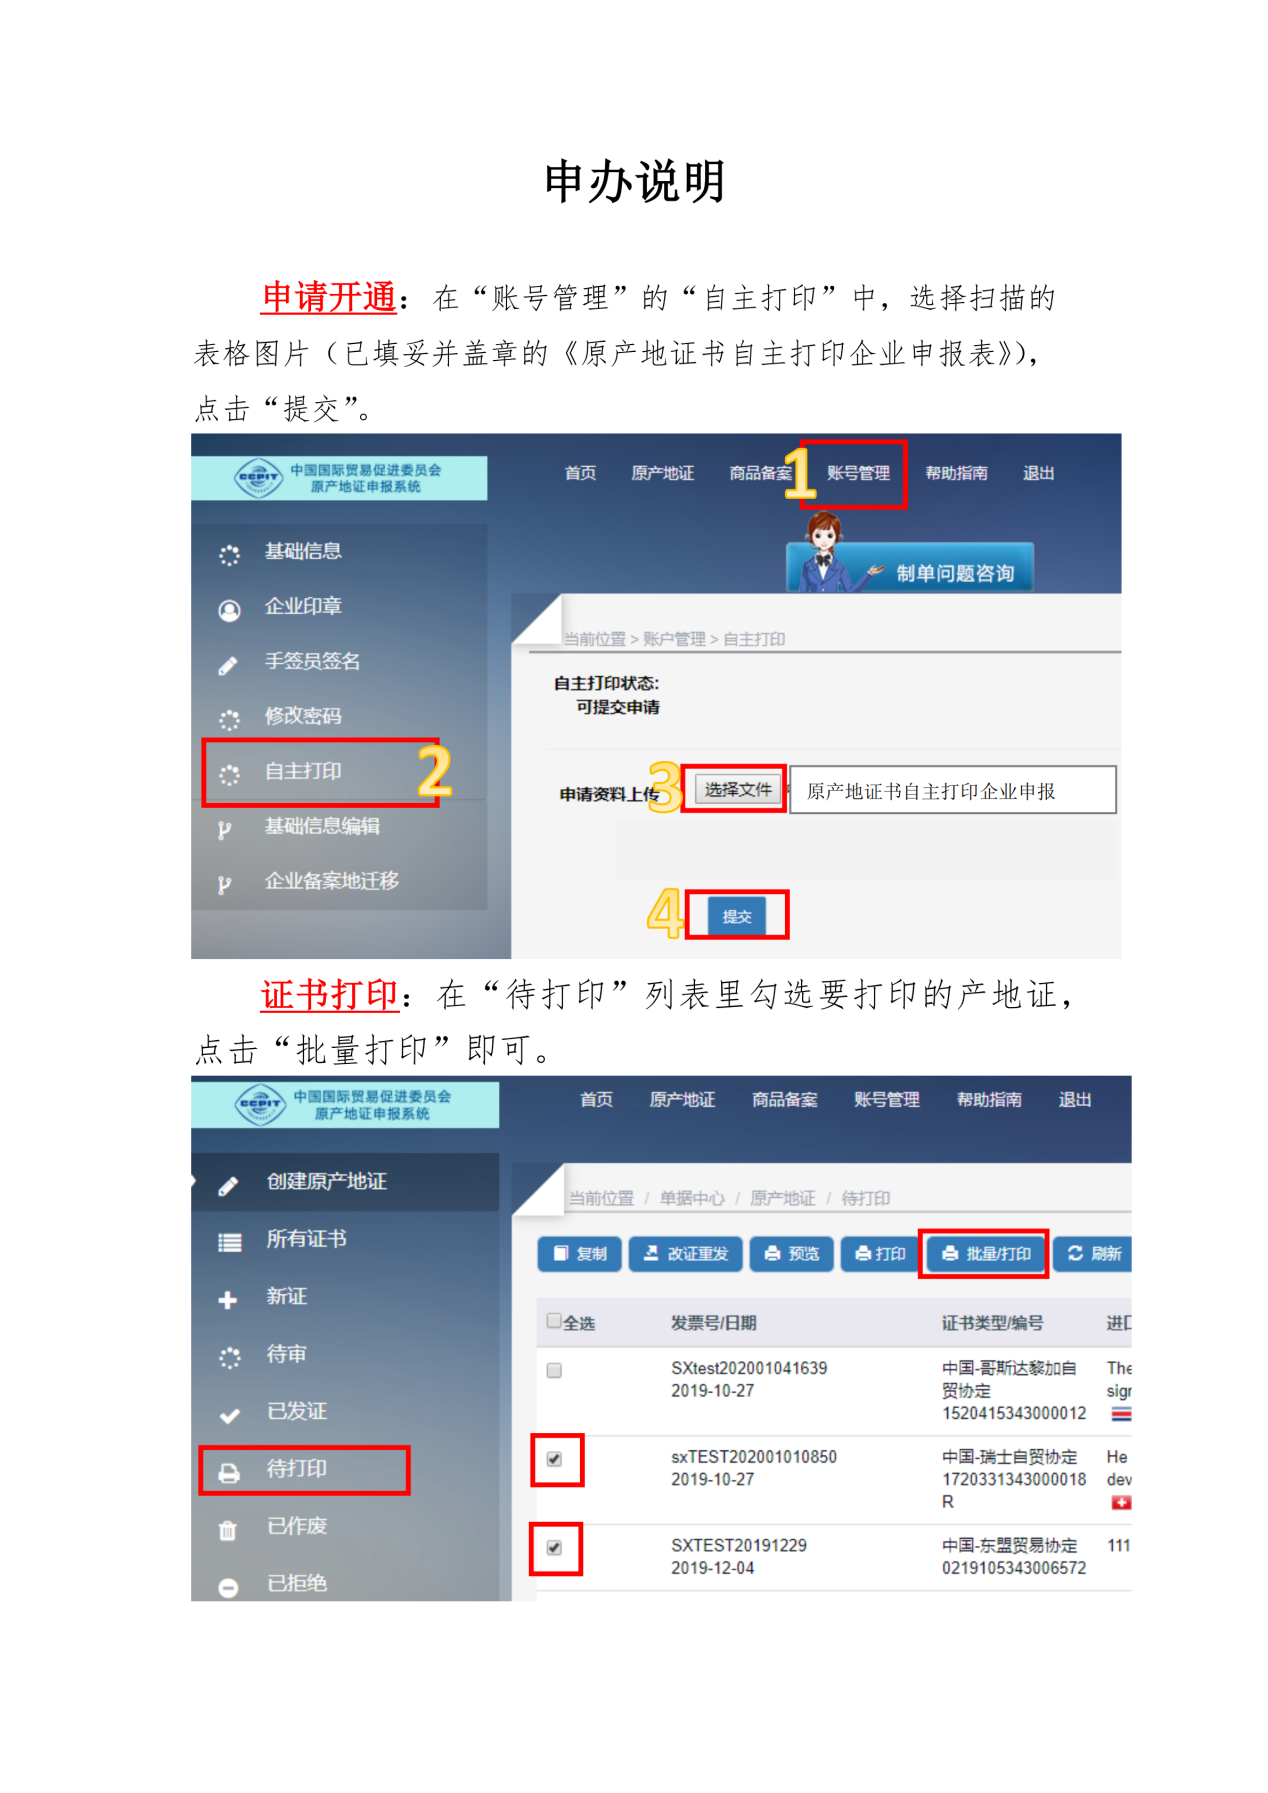 申办说明
申请开通：在“账号管理”的“自主打印”中，选择扫描的
表格图片（已填妥并盖章的《原产地证书自主打印企业申报表》），
点击“提交”。
CCPIT
中国国际贸易促进委员会
原产地证申报系统
首页 原产地证 商品备案 1 账号管理 帮助指南 退出
制单问题咨询
基础信息
企业印章
手签员签名
修改密码
自主打印 2
基础信息编辑
企业备案地迁移
当前位置 > 账户管理 > 自主打印
自主打印状态:
可提交申请
申请资料上传 3 选择文件 原产地证书自主打印企业申报
4 提交
证书打印：在“待打印”列表里勾选要打印的产地证，
点击“批量打印”即可。
CCPIT
中国国际贸易促进委员会
原产地证申报系统
首页 原产地证 商品备案 账号管理 帮助指南 退出
创建原产地证
所有证书
新证
待审
已发证
待打印
已作废
已拒绝
当前位置 / 单据中心 / 原产地证 / 待打印
复制 改证重发 预览 打印 批量打印 刷新
全选 发票号/日期 证书类型/编号 进口
SXtest202001041639 中国-哥斯达黎加自 The
2019-10-27 贸协定 sigr
1520415343000012
sxTEST202001010850 中国-瑞士自贸协定 He
2019-10-27 1720331343000018 dev
R
SXTEST20191229 中国-东盟贸易协定 111
2019-12-04 0219105343006572